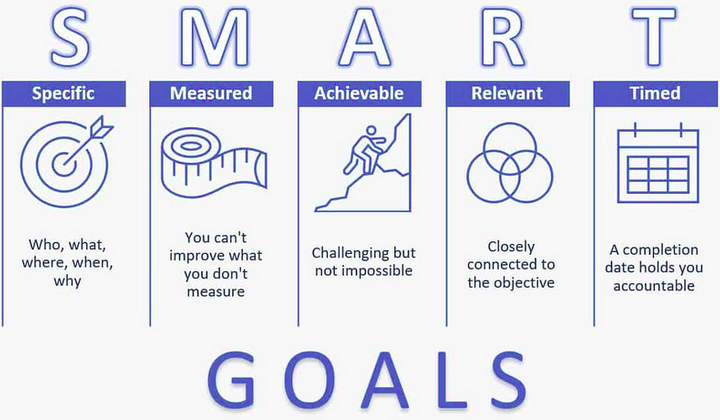 S M A R T
Specific
Measured
Achievable
Relevant
Timed
Who, what,
where, when,
why
You can't
improve what
you don't
measure
Challenging but
not impossible
Closely
connected to
the objective
A completion
date holds you
accountable
GOALS